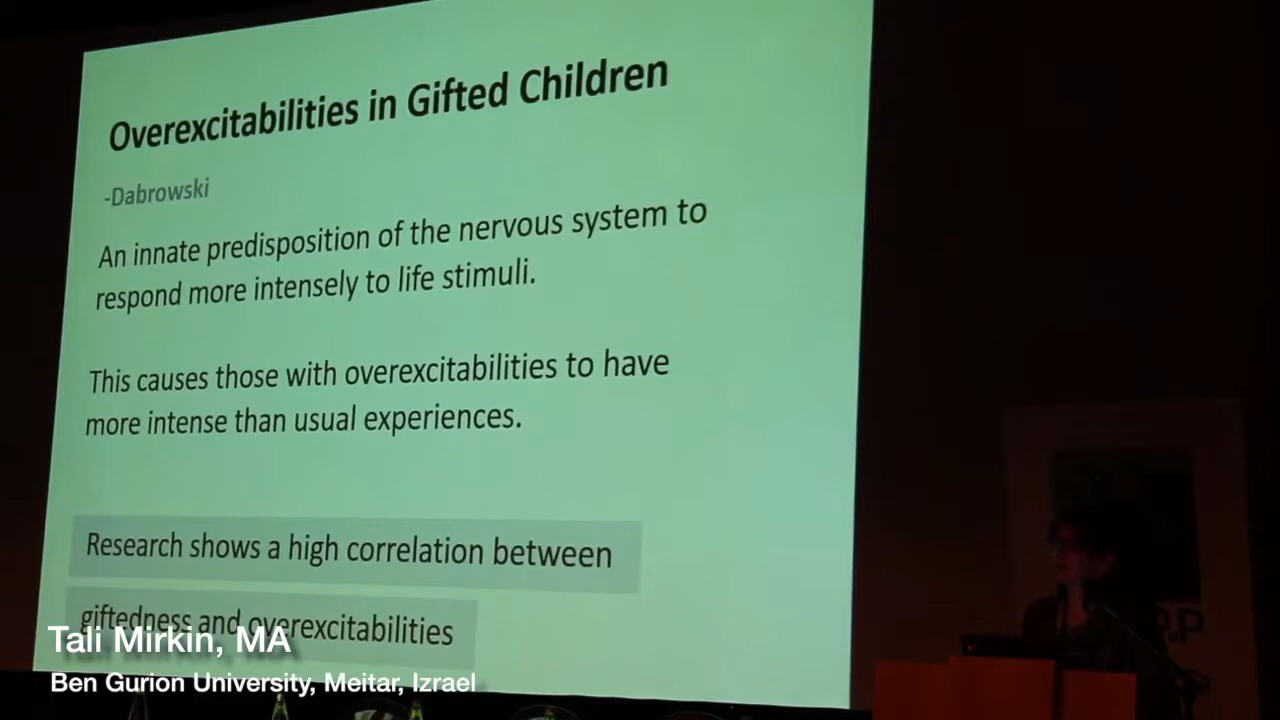 Overexcitabilities in Gifted Children
-Dabrowski
An innate predisposition of the nervous system to
respond more intensely to life stimuli.
This causes those with overexcitabilities to have
more intense than usual experiences.
Research shows a high correlation between
giftedness and overexcitabilities
Tali Mirkin, MA
Ben Gurion University, Meitar, Izrael